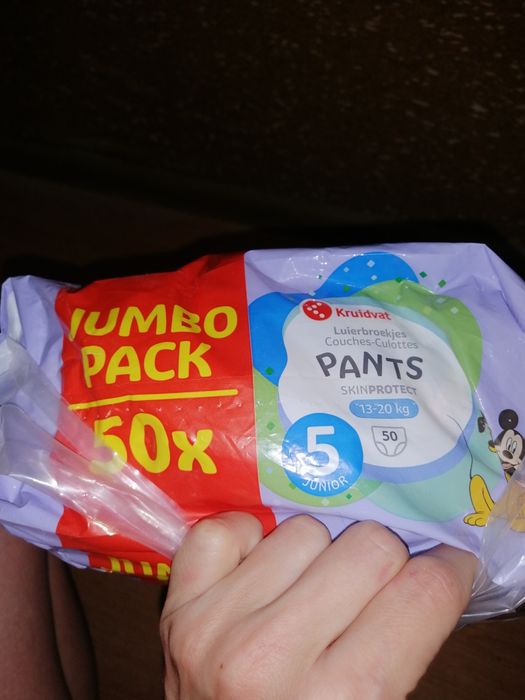 JUMBO
PACK
50x
Kruidvat
Luierbroekjes
Couches-Culottes
PANTS
SKINPROTECT
13-20 kg
5
JUNIOR
50